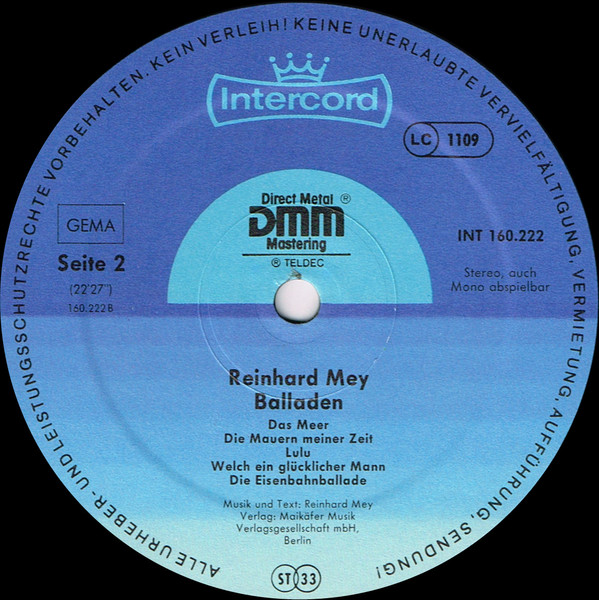 ALLE URHEBER- UND LEISTUNGSSCHUTZRECHTE VORBEHALTEN. KEIN VERLEIH! KEINE UNERLAUBTE VERVIELFÄLTIGUNG, VERMIETUNG, AUFFÜHRUNG, SENDUNG!
Intercord
LC 1109
Direct Metal ®
DMM
Mastering
® TELDEC
GEMA
Seite 2
(22'27")
160.222 B
INT 160.222
Stereo, auch
Mono abspielbar
Reinhard Mey
Balladen
Das Meer
Die Mauern meiner Zeit
Lulu
Welch ein glücklicher Mann
Die Eisenbahnballade
Musik und Text: Reinhard Mey
Verlag: Maikäfer Musik
Verlagsgesellschaft mbH,
Berlin
ST 33